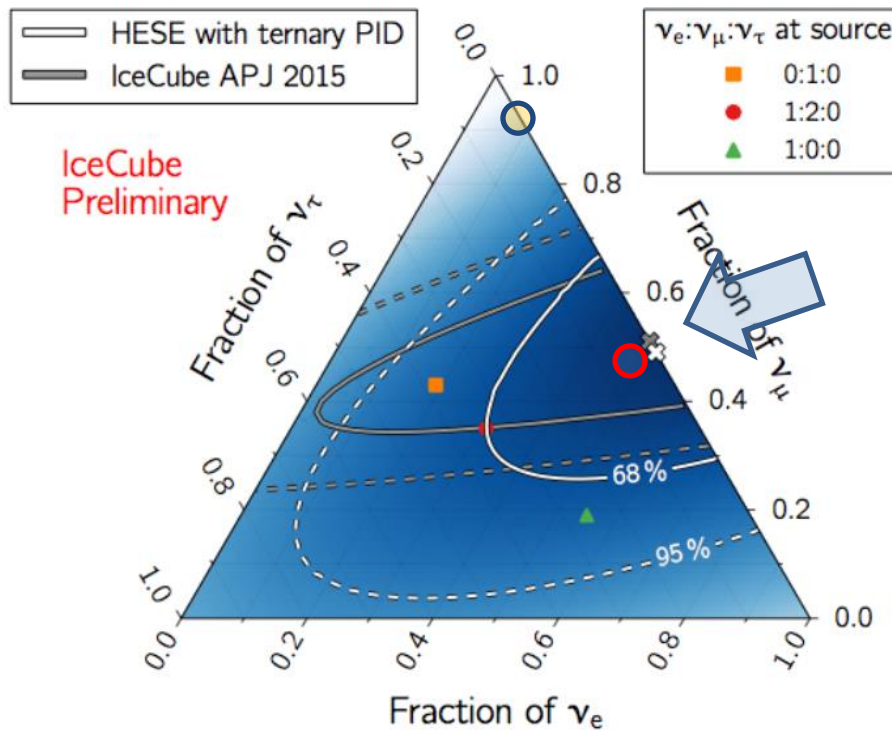 HESE with ternary PID
IceCube APJ 2015
νe:νμ:ντ at source
0:1:0
1:2:0
1:0:0
IceCube
Preliminary
Fraction of ντ
0.0
0.2
0.4
0.6
0.8
1.0
Fraction of νμ
1.0
0.8
0.6
0.4
0.2
0.0
68 %
95 %
0.0
0.2
0.4
0.6
0.8
1.0
Fraction of νe